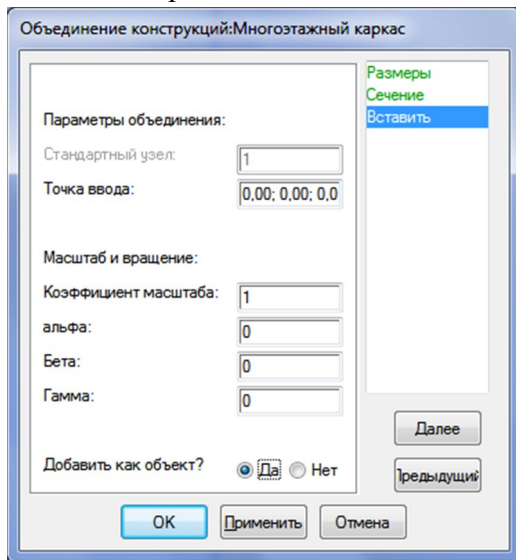 Объединение конструкций:Многоэтажный каркас
Параметры объединения:
Стандартный узел: 1
Точка ввода: 0,00; 0,00; 0,0
Масштаб и вращение:
Коэффициент масштаба: 1
альфа: 0
Бета: 0
Гамма: 0
Добавить как объект? Да Нет
Размеры
Сечение
Вставить
Далее
Предыдущий
OK Применить Отмена